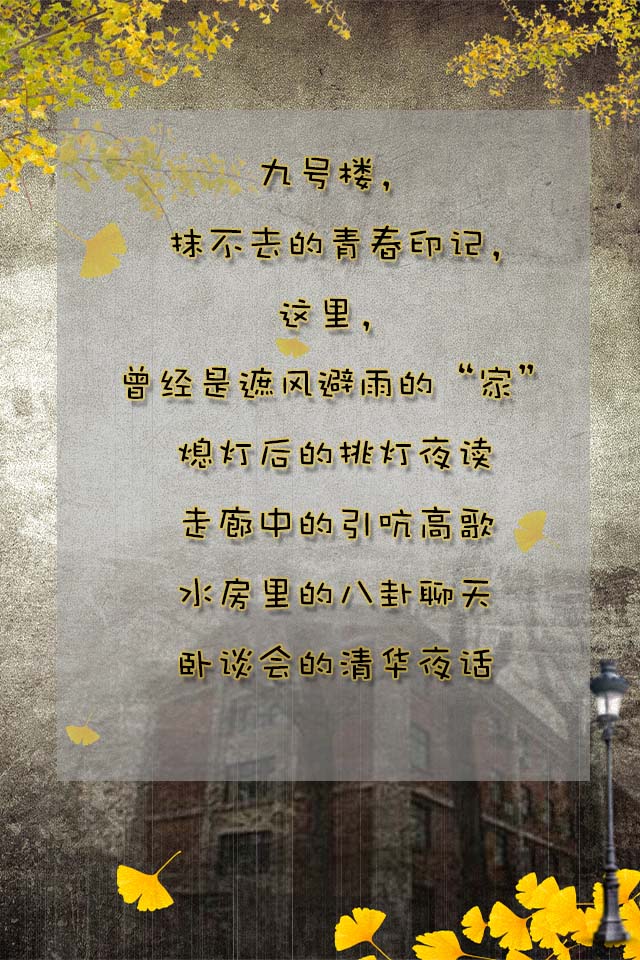 九号楼，
抹不去的青春印记，
这里，
曾经是遮风避雨的“家”
熄灯后的挑灯夜读
走廊中的引吭高歌
水房里的八卦聊天
卧谈会的清华夜话